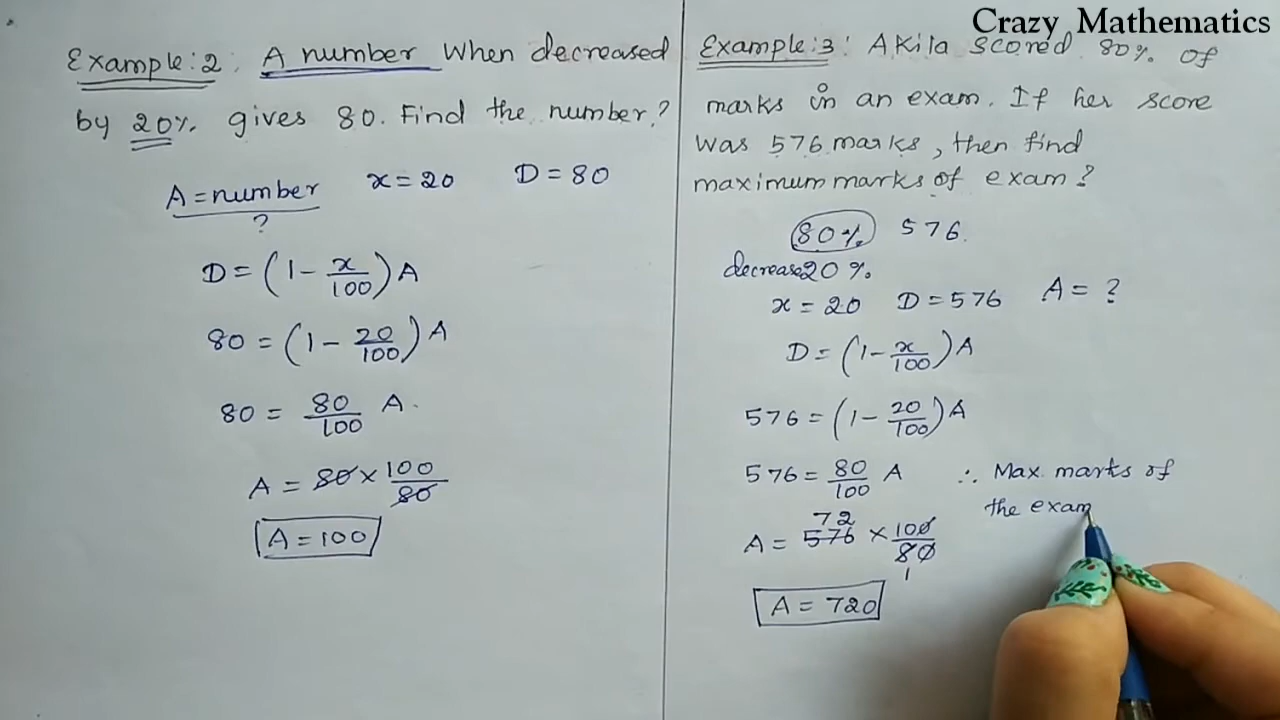 Crazy Mathematics
Example:2: A number when decreased
by 20% gives 80. Find the number?
A = number x = 20 D = 80
?
D = (1 - x/100) A
80 = (1 - 20/100) A
80 = 80/100 A.
A = 80 × 100/80
A = 100
Example:3: Akila scored 80% of
marks in an exam. If her score
was 576 marks, then find
maximum marks of exam?
80% 576.
decrease 20%.
x = 20 D = 576 A = ?
D = (1 - x/100) A
576 = (1 - 20/100) A
576 = 80/100 A
72
A = 576 × 100/80
1
A = 720
∴ Max. marks of
the exam